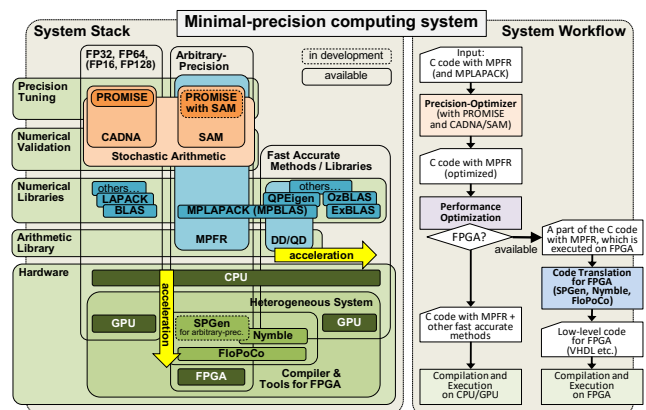 Minimal-precision computing system
System Stack
System Workflow
FP32, FP64,
(FP16, FP128)
Arbitrary-
Precision
in development
available
Precision
Tuning
PROMISE
PROMISE
with SAM
CADNA
SAM
Numerical
Validation
Stochastic Arithmetic
Fast Accurate
Methods / Libraries
Numerical
Libraries
others…
LAPACK
BLAS
MPLAPACK (MPBLAS)
others…
QPEigen
OzBLAS
ExBLAS
Arithmetic
Library
MPFR
DD/QD
acceleration
Hardware
CPU
acceleration
Heterogeneous System
GPU
SPGen
for arbitrary-prec.
Nymble
GPU
FloPoCo
FPGA
Compiler &
Tools for FPGA
Input:
C code with MPFR
(and MPLAPACK)
Precision-Optimizer
(with PROMISE
and CADNA/SAM)
C code with MPFR
(optimized)
Performance
Optimization
FPGA?
available
A part of the C code
with MPFR, which is
executed on FPGA
Code Translation
for FPGA
(SPGen, Nymble,
FloPoCo)
C code with MPFR +
other fast accurate
methods
Low-level code
for FPGA
(VHDL etc.)
Compilation and
Execution
on CPU/GPU
Compilation and
Execution
on FPGA